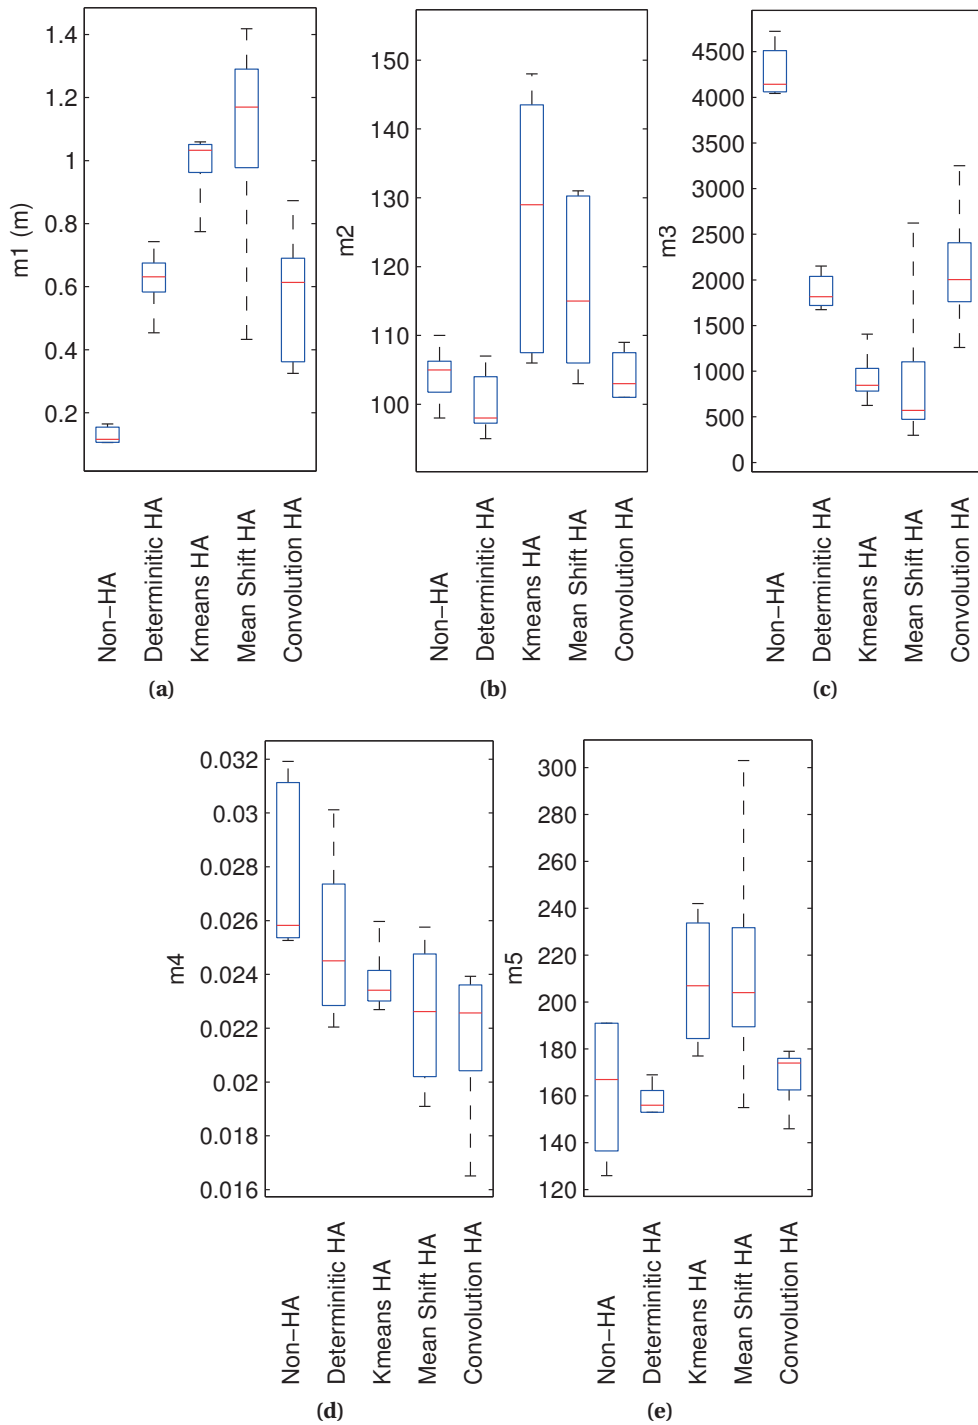 1.4
1.2
1
0.8
0.6
0.4
0.2
m1 (m)
Non−HA
Determinitic HA
Kmeans HA
Mean Shift HA
Convolution HA
(a)
150
140
130
120
110
100
m2
Non−HA
Determinitic HA
Kmeans HA
Mean Shift HA
Convolution HA
(b)
4500
4000
3500
3000
2500
2000
1500
1000
500
0
m3
Non−HA
Determinitic HA
Kmeans HA
Mean Shift HA
Convolution HA
(c)
0.032
0.03
0.028
0.026
0.024
0.022
0.02
0.018
0.016
m4
Non−HA
Determinitic HA
Kmeans HA
Mean Shift HA
Convolution HA
(d)
300
280
260
240
220
200
180
160
140
120
m5
Non−HA
Determinitic HA
Kmeans HA
Mean Shift HA
Convolution HA
(e)